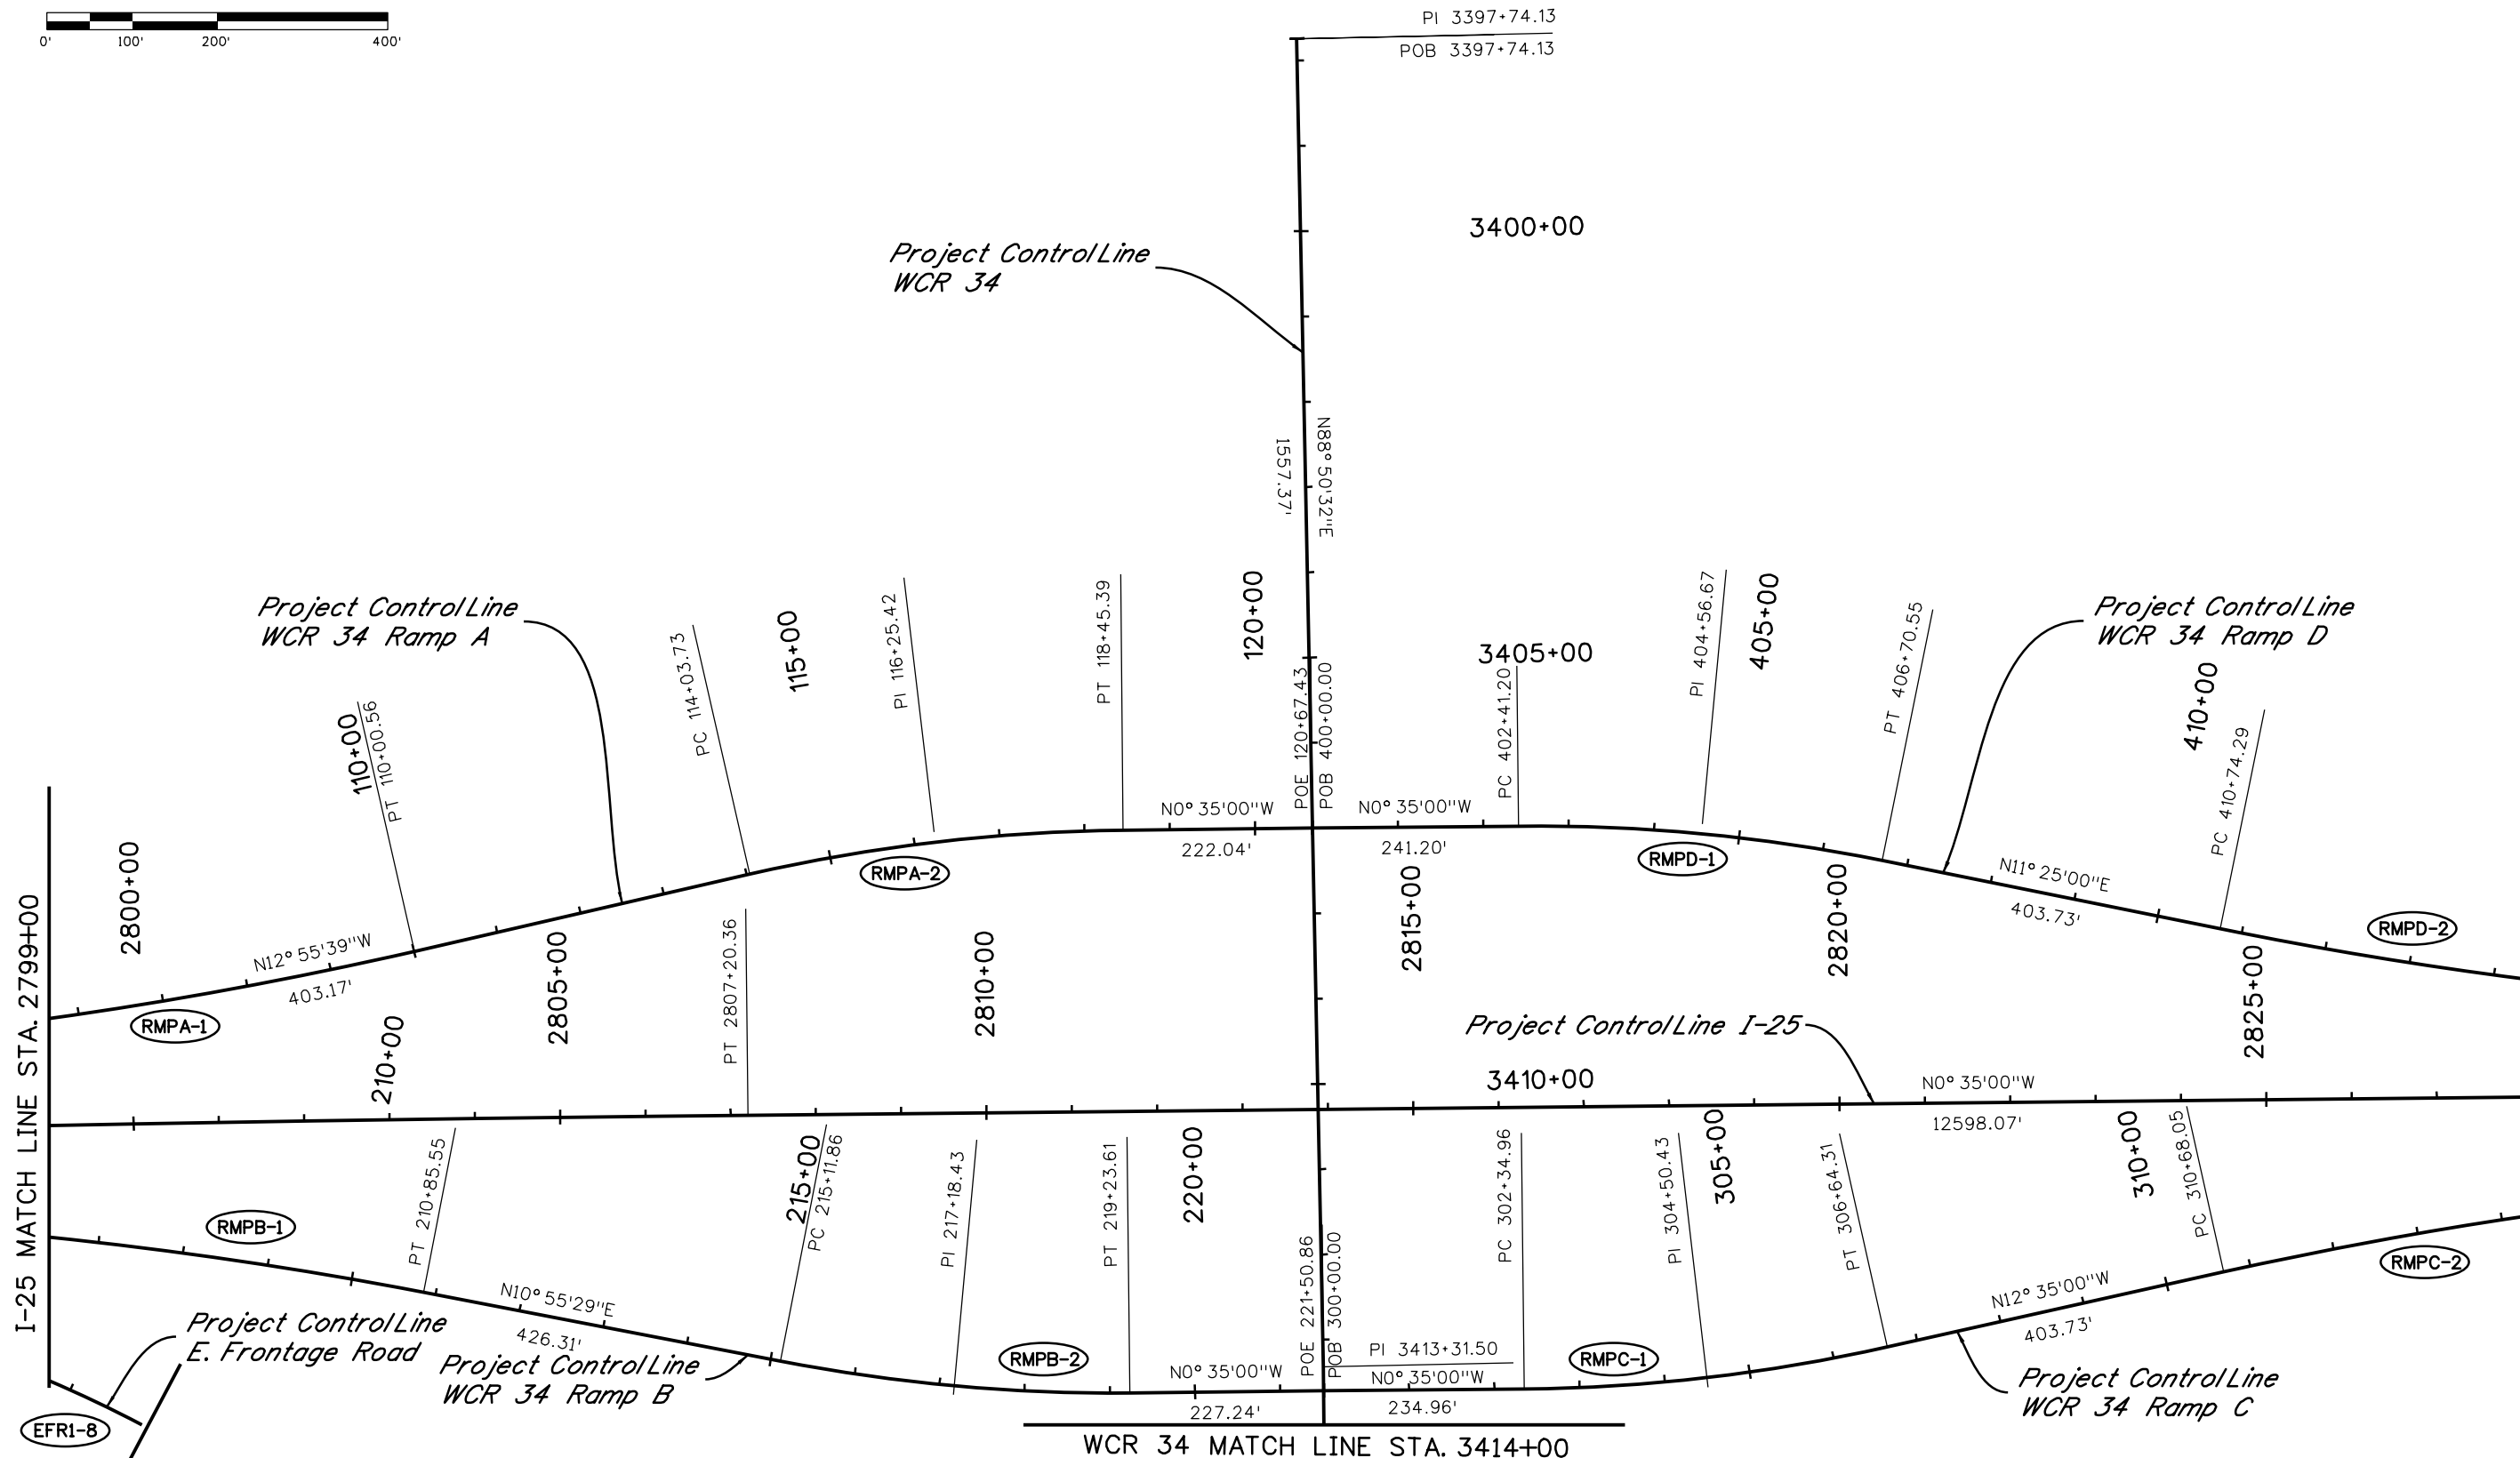 0' 100' 200' 400'
PI 3397+74.13
POB 3397+74.13
3400+00
Project Control Line
WCR 34
N88° 50'32"E
1557.37'
Project Control Line
WCR 34 Ramp A
110+00
PT 110+00.56
PC 114+03.73
115+00
PI 116+25.42
PT 118+45.39
120+00
POE 120+67.43
POB 400+00.00
3405+00
PC 402+41.20
PI 404+56.67
405+00
PT 406+70.55
Project Control Line
WCR 34 Ramp D
410+00
PC 410+74.29
N0° 35'00"W
222.04'
N0° 35'00"W
241.20'
RMPA-2
RMPD-1
N11° 25'00"E
403.73'
RMPD-2
I-25 MATCH LINE STA. 2799+00
2800+00
N12° 55'39"W
403.17'
RMPA-1
2805+00
PT 2807+20.36
2810+00
2815+00
2820+00
2825+00
Project Control Line I-25
3410+00
N0° 35'00"W
12598.07'
210+00
PT 210+85.55
215+00
PC 215+11.86
PI 217+18.43
PT 219+23.61
220+00
POE 221+50.86
POB 300+00.00
PC 302+34.96
PI 304+50.43
305+00
PT 306+64.31
310+00
PC 310+68.05
RMPB-1
N10° 55'29"E
426.31'
RMPB-2
PI 3413+31.50
N0° 35'00"W
227.24'
N0° 35'00"W
234.96'
RMPC-1
N12° 35'00"W
403.73'
RMPC-2
Project Control Line
E. Frontage Road
Project Control Line
WCR 34 Ramp B
Project Control Line
WCR 34 Ramp C
EFR1-8
WCR 34 MATCH LINE STA. 3414+00